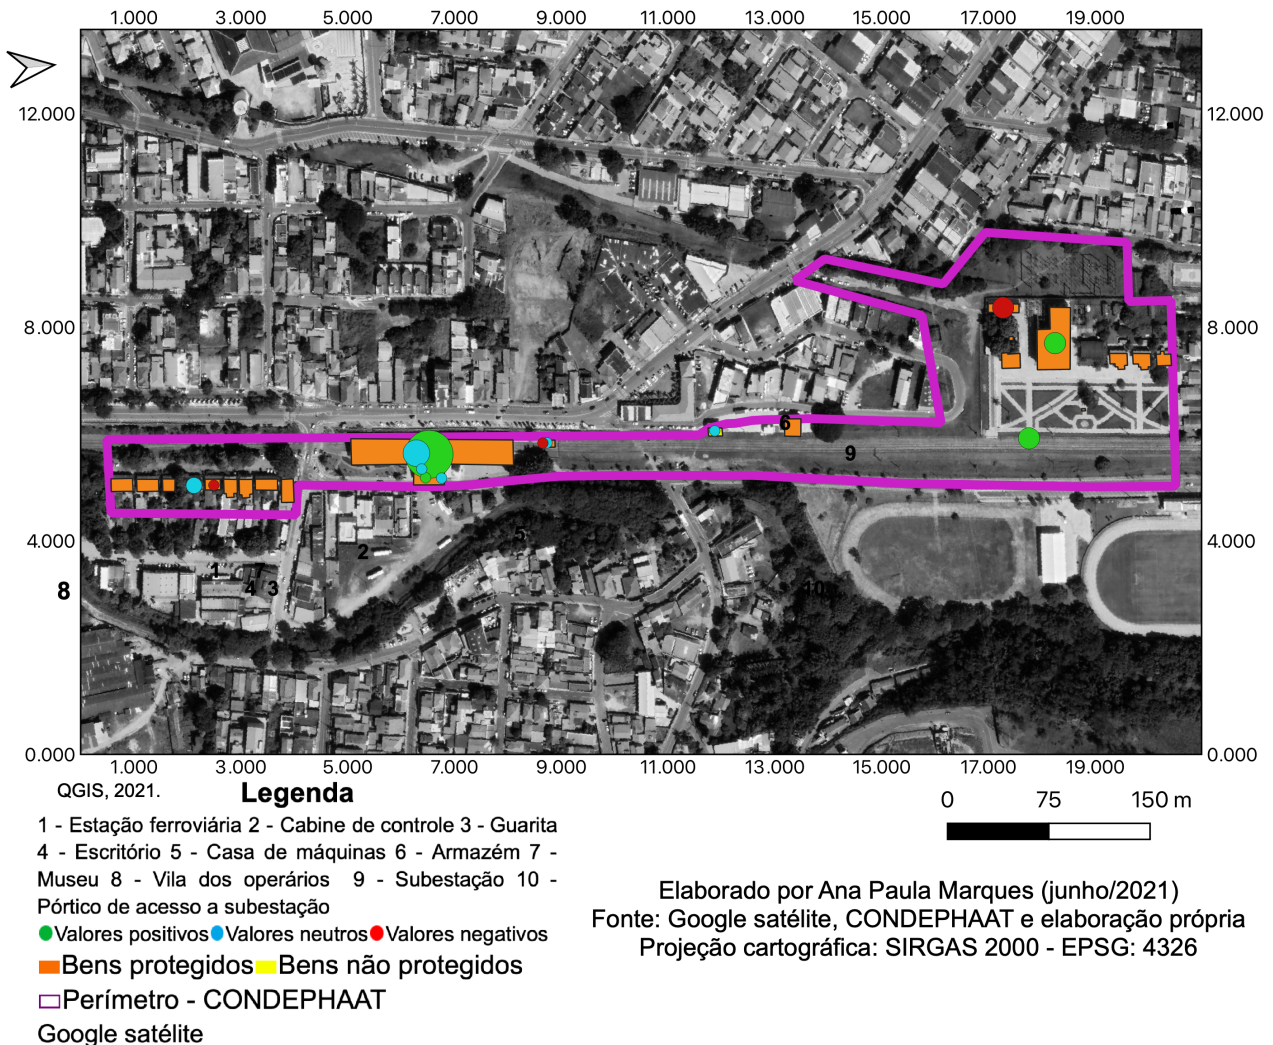 1.000 3.000 5.000 7.000 9.000 11.000 13.000 15.000 17.000 19.000
12.000 12.000
8.000 8.000
6
9
4.000 4.000
5
2
1 7
8 4 3 10
0.000 0.000
1.000 3.000 5.000 7.000 9.000 11.000 13.000 15.000 17.000 19.000
QGIS, 2021.
Legenda
0 75 150 m
1 - Estação ferroviária 2 - Cabine de controle 3 - Guarita
4 - Escritório 5 - Casa de máquinas 6 - Armazém 7 -
Museu 8 - Vila dos operários 9 - Subestação 10 -
Pórtico de acesso a subestação
Valores positivos Valores neutros Valores negativos
Bens protegidos Bens não protegidos
Perímetro - CONDEPHAAT
Google satélite
Elaborado por Ana Paula Marques (junho/2021)
Fonte: Google satélite, CONDEPHAAT e elaboração própria
Projeção cartográfica: SIRGAS 2000 - EPSG: 4326